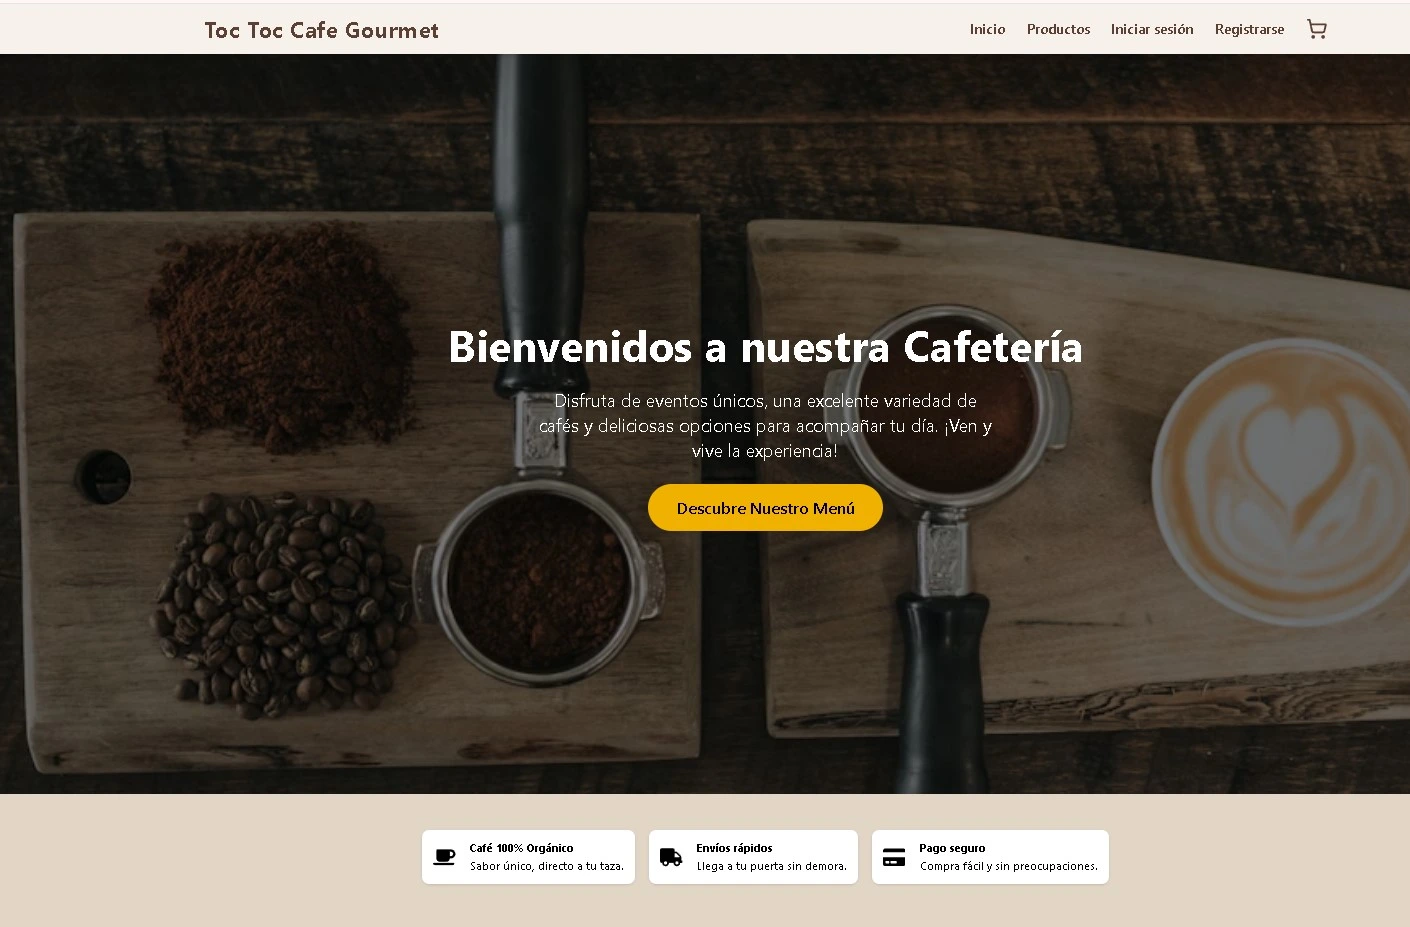 Toc Toc Cafe Gourmet
Inicio
Productos
Iniciar sesión
Registrarse
Bienvenidos a nuestra Cafetería
Disfruta de eventos únicos, una excelente variedad de
cafés y deliciosas opciones para acompañar tu día. ¡Ven y
vive la experiencia!
Descubre Nuestro Menú
Café 100% Orgánico
Sabor único, directo a tu taza.
Envíos rápidos
Llega a tu puerta sin demora.
Pago seguro
Compra fácil y sin preocupaciones.